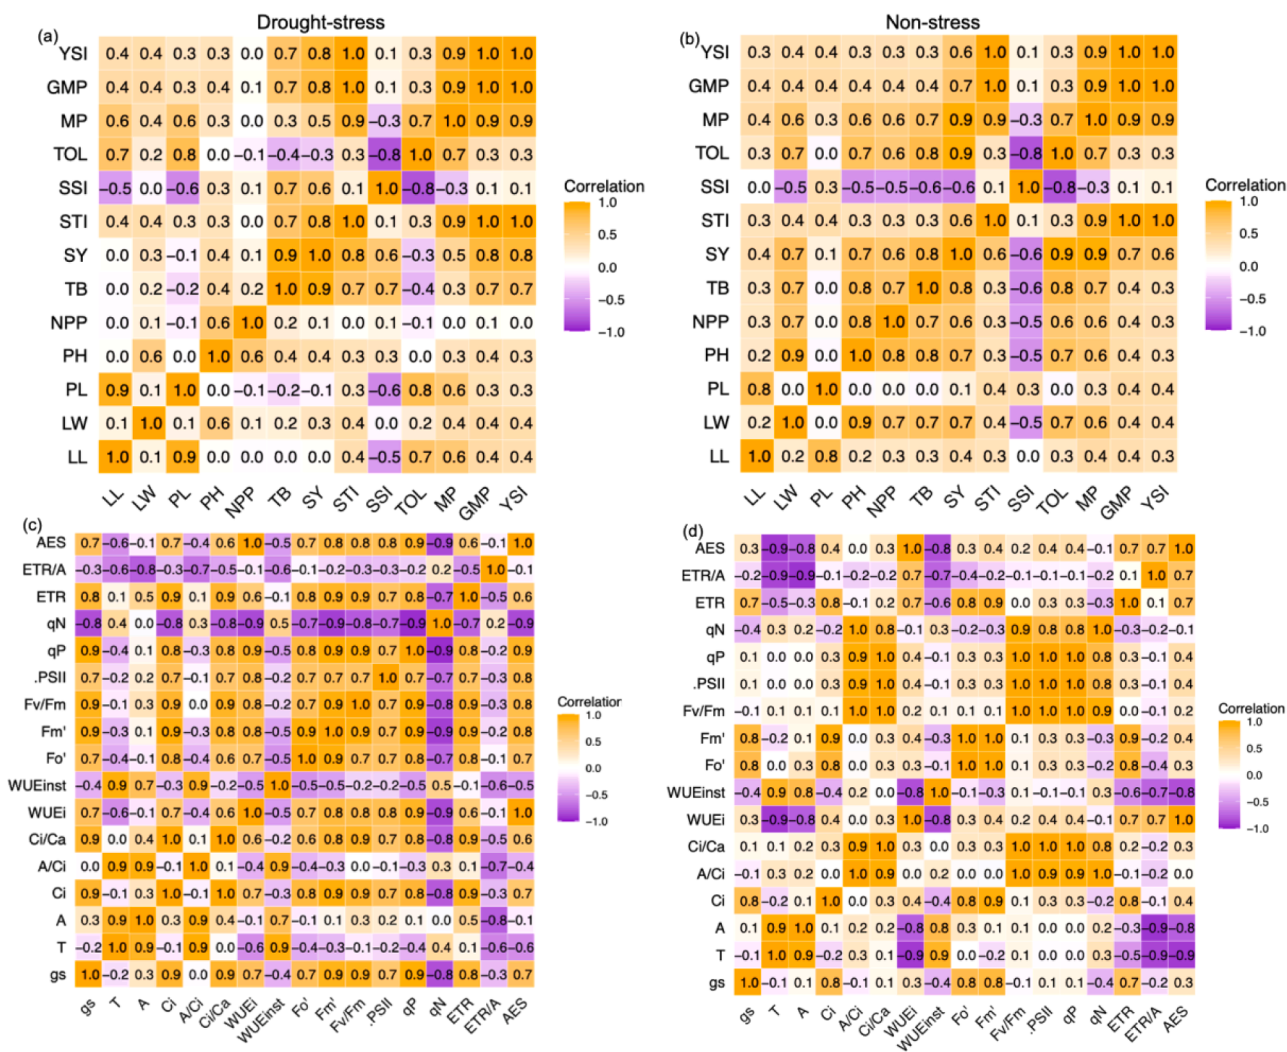 Drought-stress
(a)
YSI 0.4 0.4 0.3 0.3 0.0 0.7 0.8 1.0 0.1 0.3 0.9 1.0 1.0
GMP 0.4 0.4 0.3 0.4 0.1 0.7 0.8 1.0 0.1 0.3 0.9 1.0 1.0
MP 0.6 0.4 0.6 0.3 0.0 0.3 0.5 0.9 −0.3 0.7 1.0 0.9 0.9
TOL 0.7 0.2 0.8 0.0 −0.1 −0.4 −0.3 0.3 −0.8 1.0 0.7 0.3 0.3
SSI −0.5 0.0 −0.6 0.3 0.1 0.7 0.6 0.1 1.0 −0.8 −0.3 0.1 0.1
STI 0.4 0.4 0.3 0.3 0.0 0.7 0.8 1.0 0.1 0.3 0.9 1.0 1.0
SY 0.0 0.3 −0.1 0.4 0.1 0.9 1.0 0.8 0.6 −0.3 0.5 0.8 0.8
TB 0.0 0.2 −0.2 0.4 0.2 1.0 0.9 0.7 0.7 −0.4 0.3 0.7 0.7
NPP 0.0 0.1 −0.1 0.6 1.0 0.2 0.1 0.0 0.1 −0.1 0.0 0.1 0.0
PH 0.0 0.6 0.0 1.0 0.6 0.4 0.4 0.3 0.3 0.0 0.3 0.4 0.3
PL 0.9 0.1 1.0 0.0 −0.1 −0.2 −0.1 0.3 −0.6 0.8 0.6 0.3 0.3
LW 0.1 1.0 0.1 0.6 0.1 0.2 0.3 0.4 0.0 0.2 0.4 0.4 0.4
LL 1.0 0.1 0.9 0.0 0.0 0.0 0.0 0.4 −0.5 0.7 0.6 0.4 0.4
LL LW PL PH NPP TB SY STI SSI TOL MP GMP YSI
Correlation
1.0
0.5
0.0
−0.5
−1.0
Non-stress
(b)
YSI 0.3 0.4 0.4 0.3 0.3 0.3 0.6 1.0 0.1 0.3 0.9 1.0 1.0
GMP 0.4 0.4 0.4 0.4 0.4 0.4 0.7 1.0 0.1 0.3 0.9 1.0 1.0
MP 0.4 0.6 0.3 0.6 0.6 0.7 0.9 0.9 −0.3 0.7 1.0 0.9 0.9
TOL 0.3 0.7 0.0 0.7 0.6 0.8 0.9 0.3 −0.8 1.0 0.7 0.3 0.3
SSI 0.0 −0.5 0.3 −0.5 −0.5 −0.6 −0.6 0.1 1.0 −0.8 −0.3 0.1 0.1
STI 0.3 0.4 0.4 0.3 0.3 0.3 0.6 1.0 0.1 0.3 0.9 1.0 1.0
SY 0.4 0.7 0.1 0.7 0.6 0.8 1.0 0.6 −0.6 0.9 0.9 0.7 0.6
TB 0.3 0.7 0.0 0.8 0.7 1.0 0.8 0.3 −0.6 0.8 0.7 0.4 0.3
NPP 0.3 0.7 0.0 0.8 1.0 0.7 0.6 0.3 −0.5 0.6 0.6 0.4 0.3
PH 0.2 0.9 0.0 1.0 0.8 0.8 0.7 0.3 −0.5 0.7 0.6 0.4 0.3
PL 0.8 0.0 1.0 0.0 0.0 0.0 0.1 0.4 0.3 0.0 0.3 0.4 0.4
LW 0.2 1.0 0.0 0.9 0.7 0.7 0.7 0.4 −0.5 0.7 0.6 0.4 0.4
LL 1.0 0.2 0.8 0.2 0.3 0.3 0.4 0.3 0.0 0.3 0.4 0.4 0.3
LL LW PL PH NPP TB SY STI SSI TOL MP GMP YSI
Correlation
1.0
0.5
0.0
−0.5
−1.0
(c)
AES 0.7 −0.6 −0.1 0.7 −0.4 0.6 1.0 −0.5 0.7 0.8 0.8 0.8 0.9 −0.9 0.6 −0.1 1.0
ETR/A −0.3 −0.6 −0.8 −0.3 −0.7 −0.5 −0.1 −0.6 −0.1 −0.2 −0.3 −0.3 −0.2 0.2 −0.5 1.0 −0.1
ETR 0.8 0.1 0.5 0.9 0.1 0.9 0.6 −0.1 0.8 0.9 0.9 0.7 0.8 −0.7 1.0 −0.5 0.6
qN −0.8 0.4 0.0 −0.8 0.3 −0.8 −0.9 0.5 −0.7 −0.9 −0.8 −0.7 −0.9 1.0 −0.7 0.2 −0.9
qP 0.9 −0.4 0.1 0.8 −0.3 0.8 0.9 −0.5 0.8 0.9 0.9 0.7 1.0 −0.9 0.8 −0.2 0.9
.PSII 0.7 −0.2 0.2 0.7 −0.1 0.7 0.8 −0.2 0.7 0.7 0.7 1.0 0.7 −0.7 0.7 −0.3 0.8
Fv/Fm 0.9 −0.1 0.3 0.9 0.0 0.9 0.8 −0.2 0.7 0.9 1.0 0.7 0.9 −0.8 0.9 −0.3 0.8
Fm' 0.9 −0.3 0.1 0.9 −0.3 0.8 0.8 −0.5 0.9 1.0 0.9 0.7 0.9 −0.9 0.9 −0.2 0.8
Fo' 0.7 −0.4 −0.1 0.8 −0.4 0.6 0.7 −0.5 1.0 0.9 0.7 0.7 0.8 −0.7 0.8 −0.1 0.7
WUEinst −0.4 0.9 0.7 −0.3 0.9 −0.2 −0.5 1.0 −0.5 −0.5 −0.2 −0.2 −0.5 0.5 −0.1 −0.6 −0.5
WUEi 0.7 −0.6 −0.1 0.7 −0.4 0.6 1.0 −0.5 0.7 0.8 0.8 0.8 0.9 −0.9 0.6 −0.1 1.0
Ci/Ca 0.9 0.0 0.4 1.0 0.1 1.0 0.6 −0.2 0.6 0.8 0.9 0.7 0.8 −0.8 0.9 −0.5 0.6
A/Ci 0.0 0.9 0.9 −0.1 1.0 0.1 −0.4 0.9 −0.4 −0.3 0.0 −0.1 −0.3 0.3 0.1 −0.7 −0.4
Ci 0.9 −0.1 0.3 1.0 −0.1 1.0 0.7 −0.3 0.8 0.9 0.9 0.7 0.8 −0.8 0.9 −0.3 0.7
A 0.3 0.9 1.0 0.3 0.9 0.4 −0.1 0.7 −0.1 0.1 0.3 0.2 0.1 0.0 0.5 −0.8 −0.1
T −0.2 1.0 0.9 −0.1 0.9 0.0 −0.6 0.9 −0.4 −0.3 −0.1 −0.2 −0.4 0.4 0.1 −0.6 −0.6
gs 1.0 −0.2 0.3 0.9 0.0 0.9 0.7 −0.4 0.7 0.9 0.9 0.7 0.9 −0.8 0.8 −0.3 0.7
gs T A Ci A/Ci Ci/Ca WUEi WUEinst Fo' Fm' Fv/Fm .PSII qP qN ETR ETR/A AES
Correlation
1.0
0.5
0.0
−0.5
−1.0
(d)
AES 0.3 −0.9 −0.8 0.4 0.0 0.3 1.0 −0.8 0.3 0.4 0.2 0.4 0.4 −0.1 0.7 0.7 1.0
ETR/A −0.2 −0.9 −0.9 −0.1 −0.2 −0.2 0.7 −0.7 −0.4 −0.2 −0.1 −0.1 −0.1 −0.2 0.1 1.0 0.7
ETR 0.7 −0.5 −0.3 0.8 −0.1 0.2 0.7 −0.6 0.8 0.9 0.0 0.3 0.3 −0.3 1.0 0.1 0.7
qN −0.4 0.3 0.2 −0.2 1.0 0.8 −0.1 0.3 −0.2 −0.3 0.9 0.8 0.8 1.0 −0.3 −0.2 −0.1
qP 0.1 0.0 0.0 0.3 0.9 1.0 0.4 −0.1 0.3 0.3 1.0 1.0 1.0 0.8 0.3 −0.1 0.4
.PSII 0.1 0.0 0.0 0.3 0.9 1.0 0.4 −0.1 0.3 0.3 1.0 1.0 1.0 0.8 0.3 −0.1 0.4
Fv/Fm −0.1 0.1 0.1 0.1 1.0 1.0 0.2 0.1 0.1 0.1 1.0 1.0 1.0 0.9 0.0 −0.1 0.2
Fm' 0.8 −0.2 0.1 0.9 0.0 0.3 0.4 −0.3 1.0 1.0 0.1 0.3 0.3 −0.3 0.9 −0.2 0.4
Fo' 0.8 0.0 0.3 0.8 0.0 0.3 0.3 −0.1 1.0 1.0 0.1 0.3 0.3 −0.2 0.8 −0.4 0.3
WUEinst −0.4 0.9 0.8 −0.4 0.2 0.0 −0.8 1.0 −0.1 −0.3 0.1 −0.1 −0.1 0.3 −0.6 −0.7 −0.8
WUEi 0.3 −0.9 −0.8 0.4 0.0 0.3 1.0 −0.8 0.3 0.4 0.2 0.4 0.4 −0.1 0.7 0.7 1.0
Ci/Ca 0.1 0.1 0.2 0.3 0.9 1.0 0.3 0.0 0.3 0.3 1.0 1.0 1.0 0.8 0.2 −0.2 0.3
A/Ci −0.1 0.3 0.2 0.0 1.0 0.9 0.0 0.2 0.0 0.0 1.0 0.9 0.9 1.0 −0.1 −0.2 0.0
Ci 0.8 −0.2 0.1 1.0 0.0 0.3 0.4 −0.4 0.8 0.9 0.1 0.3 0.3 −0.2 0.8 −0.1 0.4
A 0.1 0.9 1.0 0.1 0.2 0.2 −0.8 0.8 0.3 0.1 0.1 0.0 0.0 0.2 −0.3 −0.9 −0.8
T −0.1 1.0 0.9 −0.2 0.3 0.1 −0.9 0.9 0.0 −0.2 0.1 0.0 0.0 0.3 −0.5 −0.9 −0.9
gs 1.0 −0.1 0.1 0.8 −0.1 0.1 0.3 −0.4 0.8 0.8 −0.1 0.1 0.1 −0.4 0.7 −0.2 0.3
gs T A Ci A/Ci Ci/Ca WUEi WUEinst Fo' Fm' Fv/Fm .PSII qP qN ETR ETR/A AES
Correlation
1.0
0.5
0.0
−0.5
−1.0